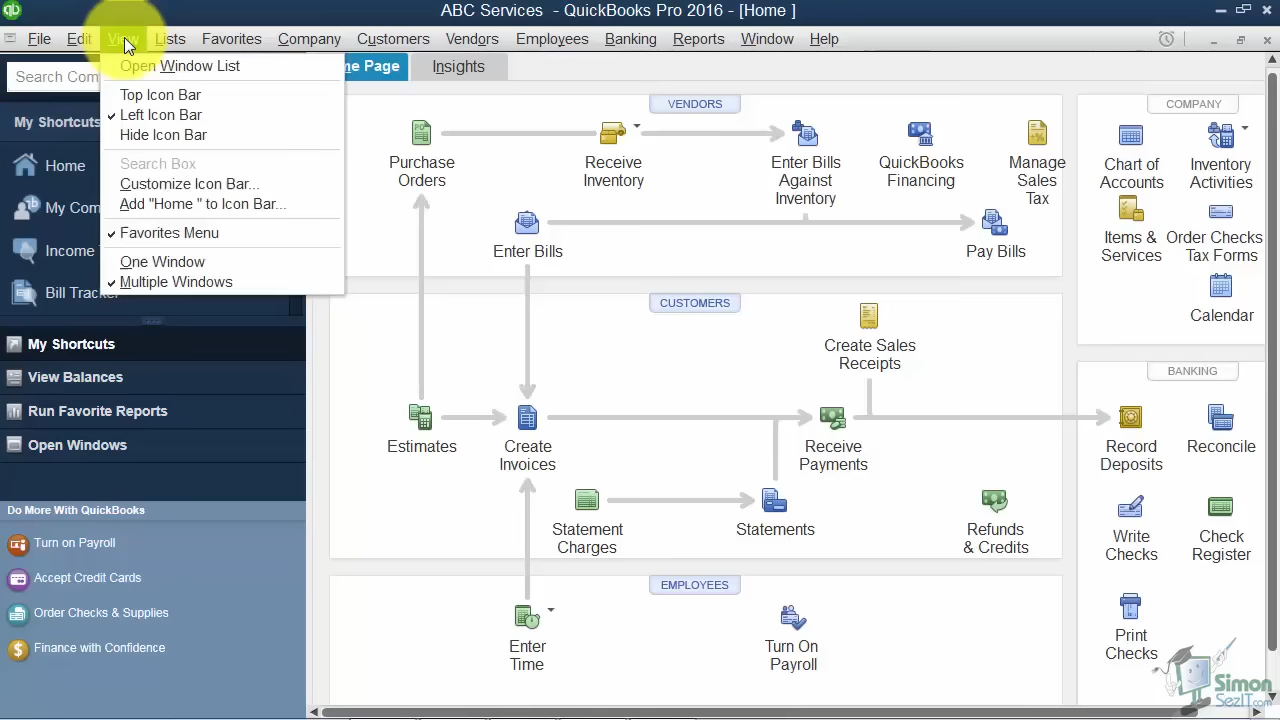 ABC Services - QuickBooks Pro 2016 - [Home ]
File Edit View Lists Favorites Company Customers Vendors Employees Banking Reports Window Help
Search Com
Open Window List
Top Icon Bar
Left Icon Bar
Hide Icon Bar
Search Box
Customize Icon Bar...
Add "Home " to Icon Bar...
Favorites Menu
One Window
Multiple Windows
My Shortcuts
Home
My Com
Income
Bill Tracker
My Shortcuts
View Balances
Run Favorite Reports
Open Windows
Do More With QuickBooks
Turn on Payroll
Accept Credit Cards
Order Checks & Supplies
Finance with Confidence
me Page
Insights
VENDORS
Purchase
Orders
Receive
Inventory
Enter Bills
Against
Inventory
QuickBooks
Financing
Manage
Sales
Tax
Enter Bills
Pay Bills
CUSTOMERS
Create Sales
Receipts
Estimates
Create
Invoices
Receive
Payments
Statement
Charges
Statements
Refunds
& Credits
EMPLOYEES
Enter
Time
Turn On
Payroll
COMPANY
Chart of
Accounts
Inventory
Activities
Items &
Services
Order Checks
Tax Forms
Calendar
BANKING
Record
Deposits
Reconcile
Write
Checks
Check
Register
Print
Checks
Simon
SezIT.com